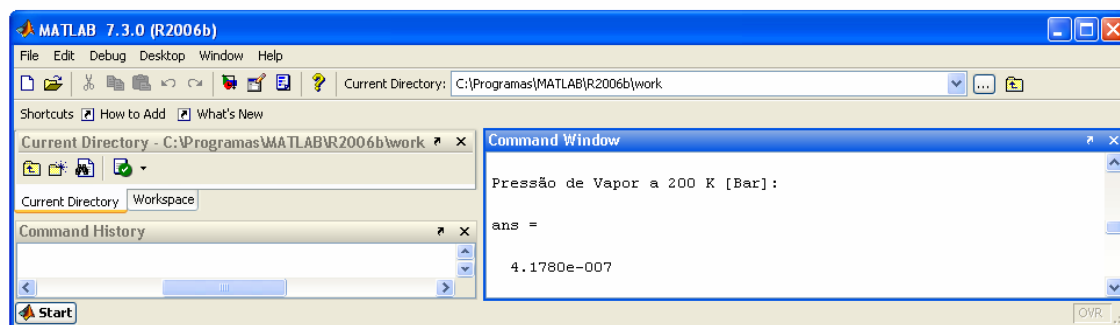 MATLAB 7.3.0 (R2006b)
File Edit Debug Desktop Window Help
Current Directory: C:\Programas\MATLAB\R2006b\work
Shortcuts How to Add What's New
Current Directory - C:\Programas\MATLAB\R2006b\work
Current Directory Workspace
Command History
Command Window
Pressão de Vapor a 200 K [Bar]:
ans =
4.1780e-007
Start
OVR